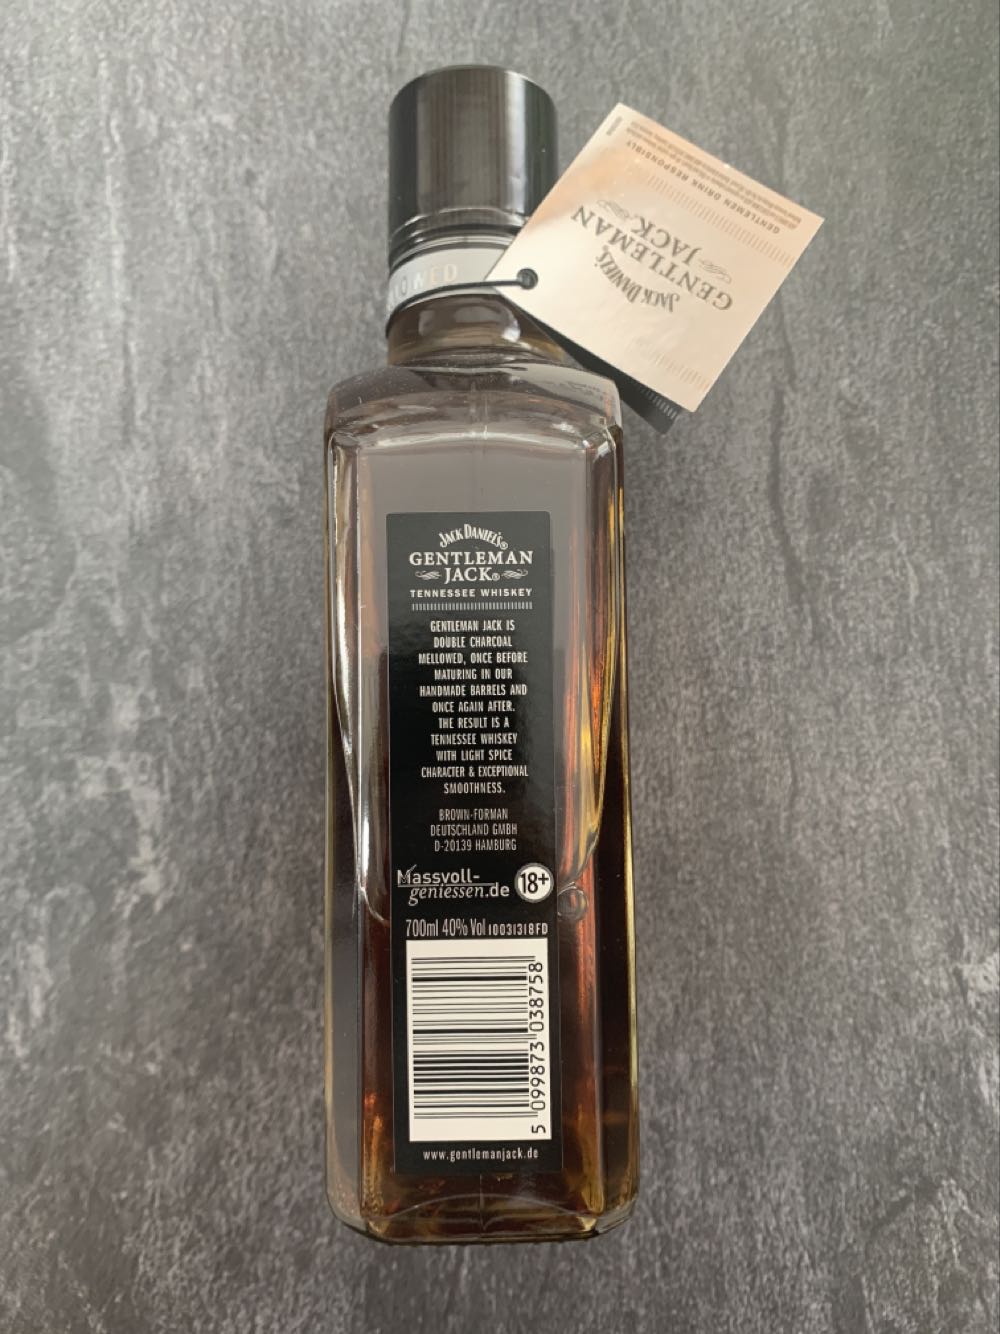 OWED
GENTLEMEN DRINK RESPONSIBLY
JACK DANIEL'S
GENTLEMAN
JACK
JACK DANIEL'S®
GENTLEMAN
JACK®
TENNESSEE WHISKEY
GENTLEMAN JACK IS
DOUBLE CHARCOAL
MELLOWED, ONCE BEFORE
MATURING IN OUR
HANDMADE BARRELS AND
ONCE AGAIN AFTER.
THE RESULT IS A
TENNESSEE WHISKEY
WITH LIGHT SPICE
CHARACTER & EXCEPTIONAL
SMOOTHNESS.
BROWN-FORMAN
DEUTSCHLAND GMBH
D-20139 HAMBURG
Massvoll-
geniessen.de 18+
700ml 40% Vol 10031318FD
5 099873 038758
www.gentlemanjack.de